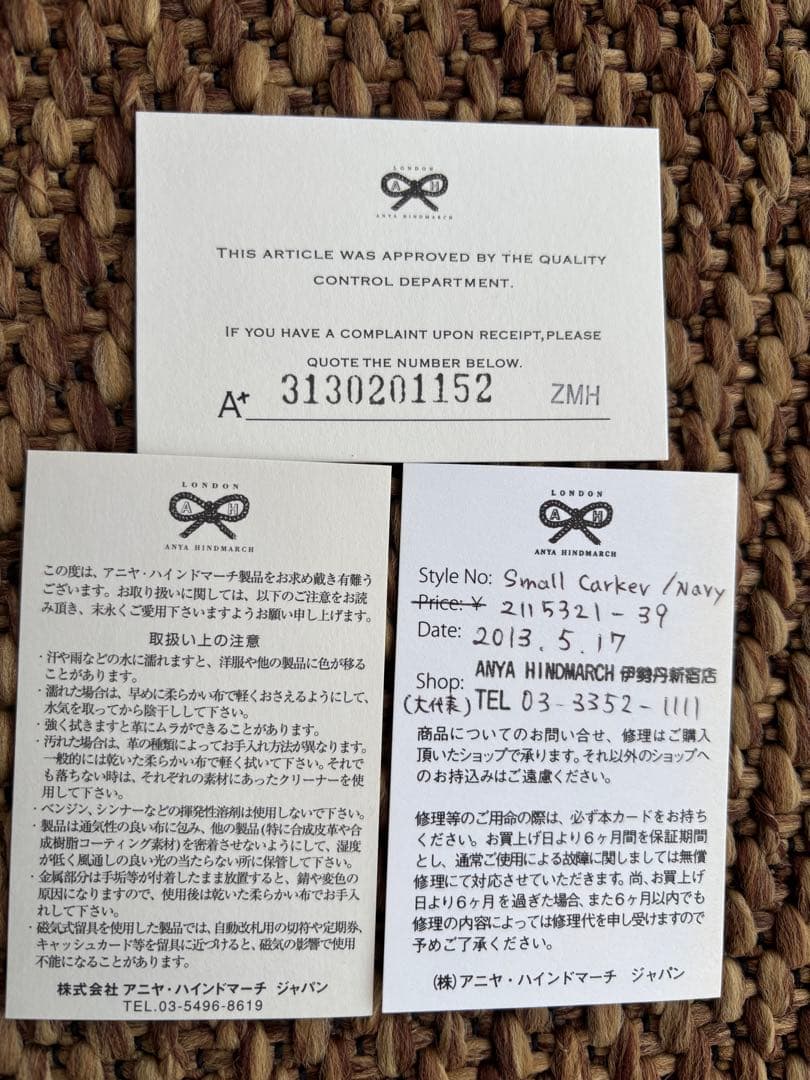 LONDON
A H
ANYA HINDMARCH
THIS ARTICLE WAS APPROVED BY THE QUALITY
CONTROL DEPARTMENT.
IF YOU HAVE A COMPLAINT UPON RECEIPT,PLEASE
QUOTE THE NUMBER BELOW.
A+ 3130201152 ZMH
LONDON
A H
ANYA HINDMARCH
この度は、アニヤ・ハインドマーチ製品をお求め戴き有難う
ございます。お取り扱いに関しては、以下のご注意をお読
み頂き、末永くご愛用下さいますようお願い申し上げます。
取扱い上の注意
・汗や雨などの水に濡れますと、洋服や他の製品に色が移る
ことがあります。
・濡れた場合は、早めに柔らかい布で軽くおさえるようにして、
水気を取ってから陰干しして下さい。
・強く拭きますと革にムラができることがあります。
・汚れた場合は、革の種類によってお手入れ方法が異なります。
一般的には乾いた柔らかい布で軽く拭いて下さい。それで
も落ちない時は、それぞれの素材にあったクリーナーを使
用して下さい。
・ベンジン、シンナーなどの揮発性溶剤は使用しないで下さい。
・製品は通気性の良い布に包み、他の製品(特に合成皮革や合
成樹脂コーティング素材)を密着させないようにして、湿度
が低く風通しの良い光の当たらない所に保管して下さい。
・金属部分は手垢等が付着したまま放置すると、錆や変色の
原因になりますので、使用後は乾いた柔らかい布でお手入
れして下さい。
・磁気式留具を使用した製品では、自動改札用の切符や定期券、
キャッシュカード等を留具に近づけると、磁気の影響で使用
不能になることがあります。
株式会社 アニヤ・ハインドマーチ ジャパン
TEL.03-5496-8619
LONDON
A H
ANYA HINDMARCH
Style No: Small Carker /Navy
Price: ¥ 2115321-39
Date: 2013.5.17
Shop: ANYA HINDMARCH 伊勢丹新宿店
(大代表) TEL 03-3352-1111
商品についてのお問い合せ、修理はご購入
頂いたショップで承ります。それ以外のショップへ
のお持込みはご遠慮ください。
修理等のご用命の際は、必ず本カードをお持ち
ください。お買上げ日より6ヶ月間を保証期間
とし、通常ご使用による故障に関しましては無償
修理にて対応させていただきます。尚、お買上げ
日より6ヶ月を過ぎた場合、また6ヶ月以内でも
修理の内容によっては修理代を申し受けますので
予めご了承ください。
(株)アニヤ・ハインドマーチ ジャパン